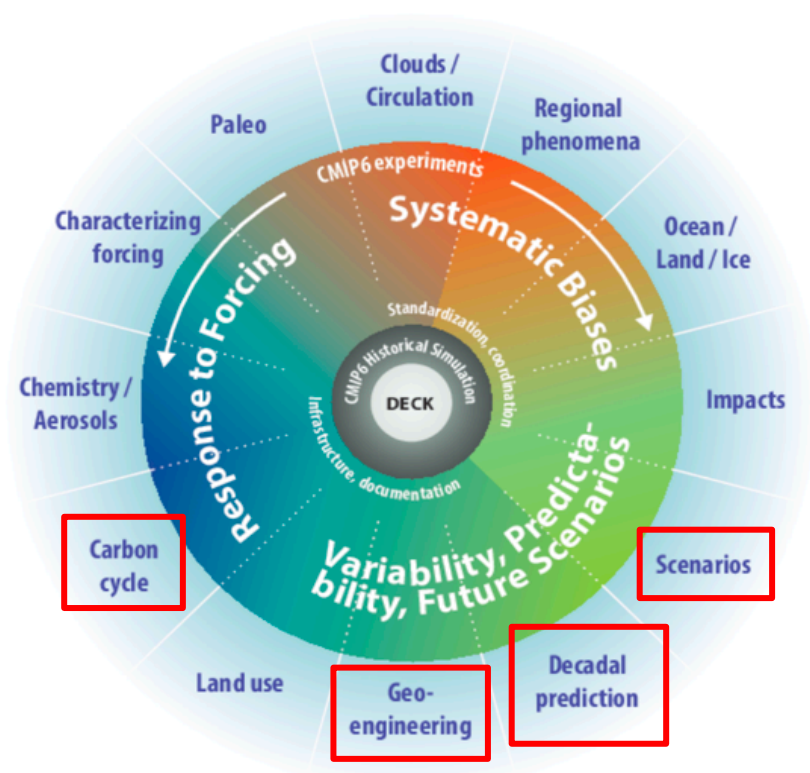 Clouds /
Circulation
Regional
phenomena
Ocean /
Land / Ice
Impacts
Scenarios
Decadal
prediction
Geo-
engineering
Land use
Carbon
cycle
Chemistry /
Aerosols
Characterizing
forcing
Paleo
CMIP6 experiments
Systematic Biases
Response to Forcing
Variability, Predicta-
bility, Future Scenarios
Standardization, coordination
Infrastructure, documentation
CMIP6 Historical Simulation
DECK